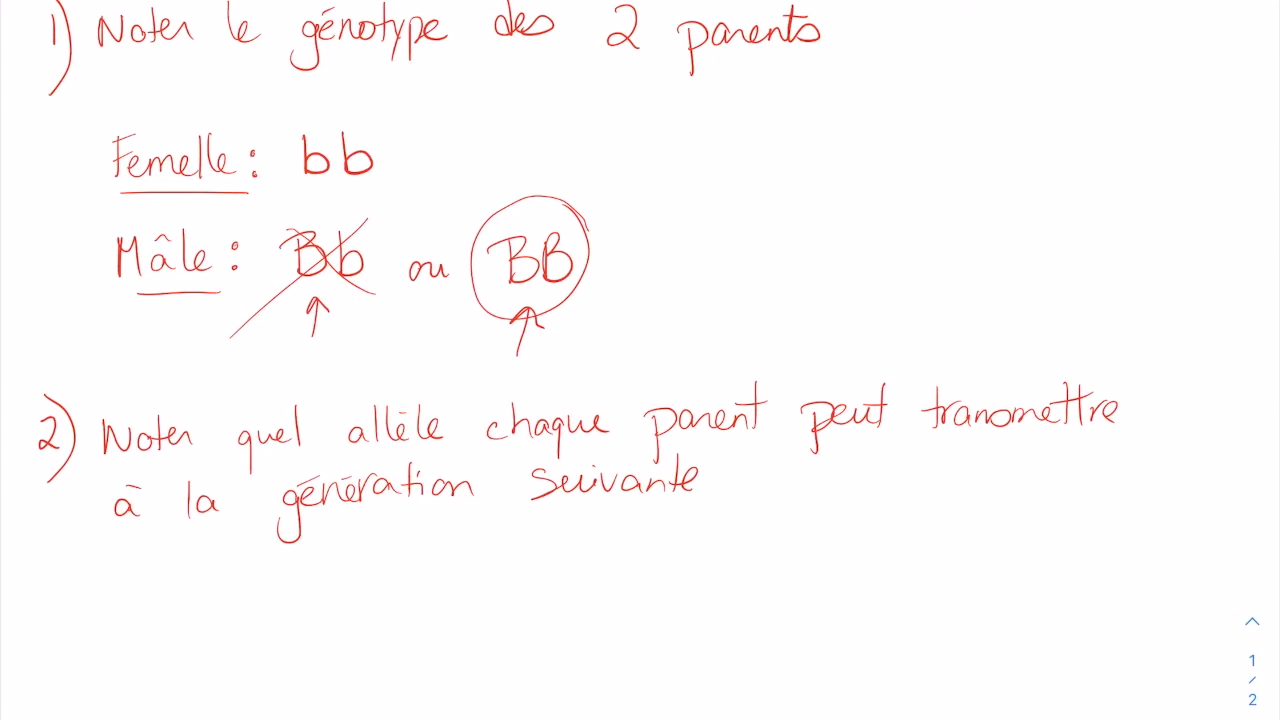 1) Noter le génotype des 2 parents
Femelle : bb
Mâle : Bb ou BB
2) Noter quel allèle chaque parent peut transmettre
à la génération suivante
1
/
2